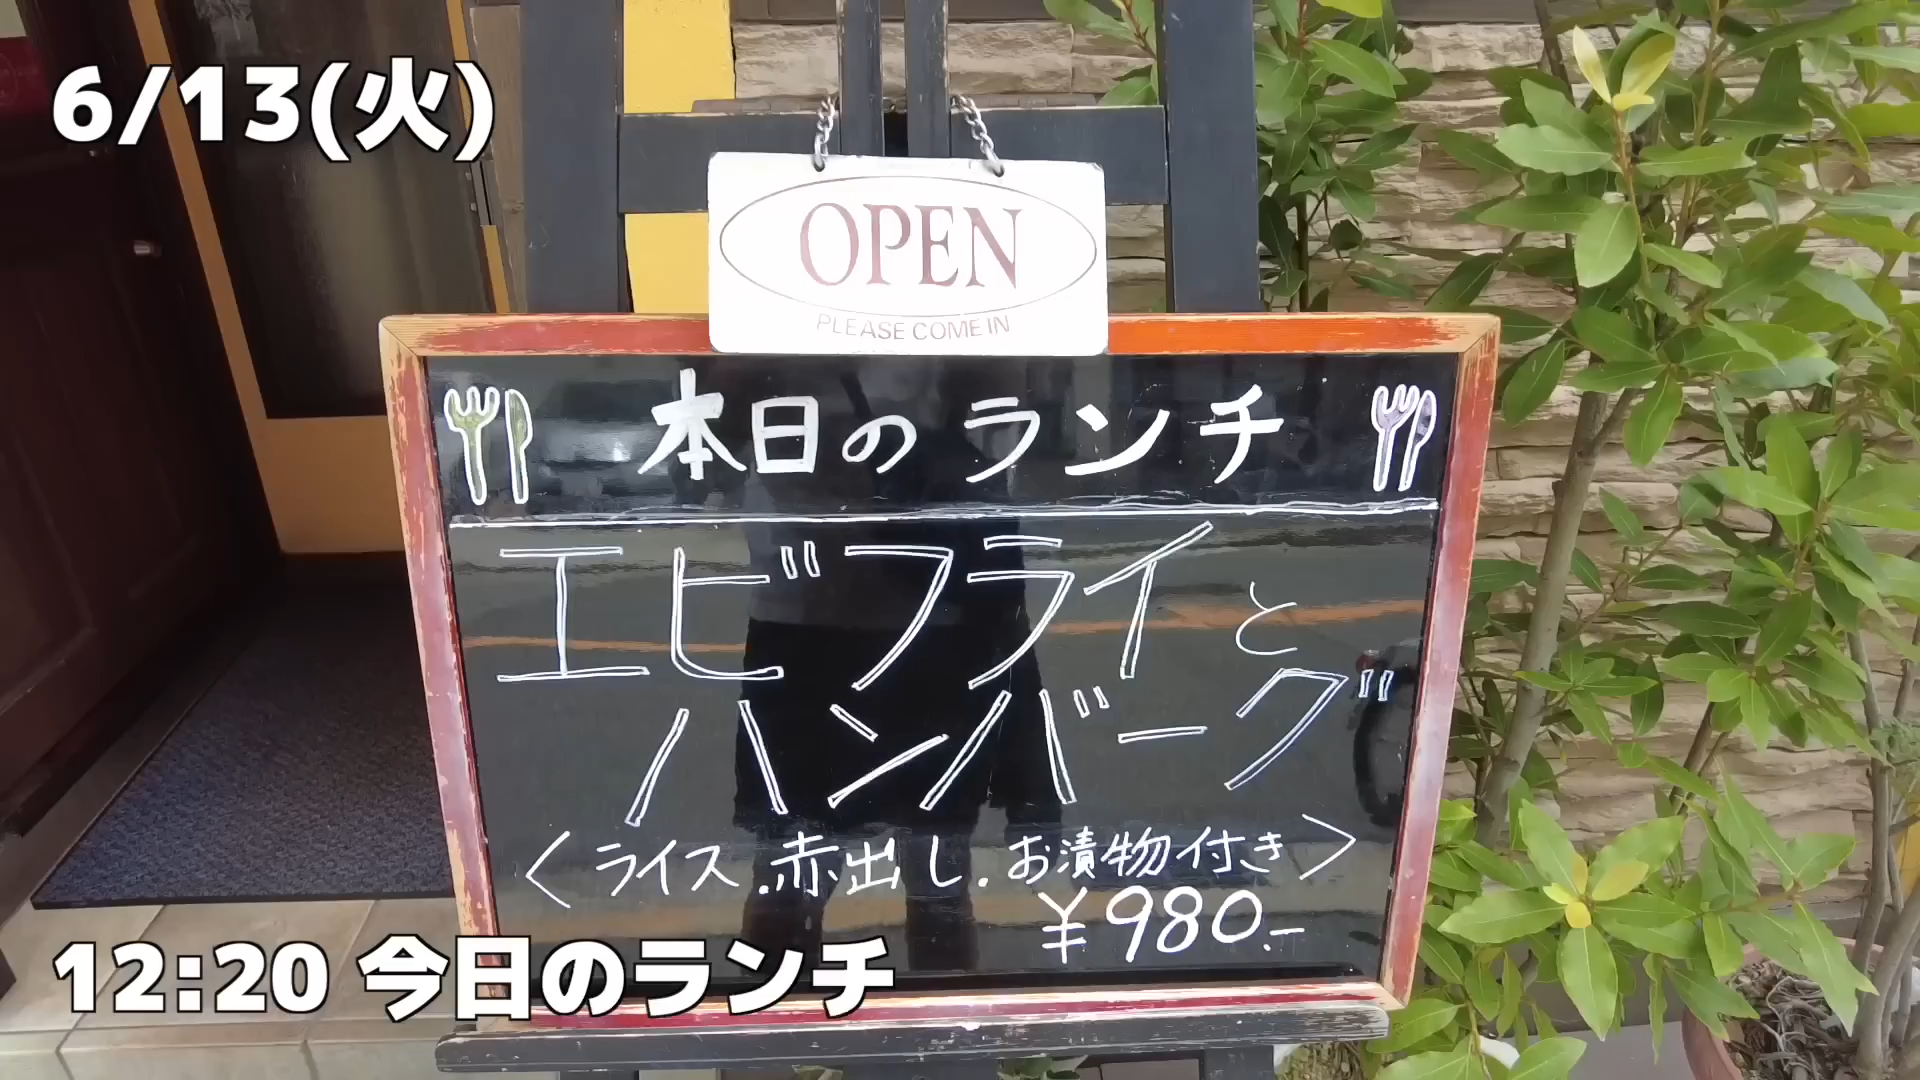 6/13(火)
OPEN
PLEASE COME IN
本日のランチ
エビフライと
ハンバーグ
<ライス.赤出し.お漬物付き>
¥980.-
12:20 今日のランチ